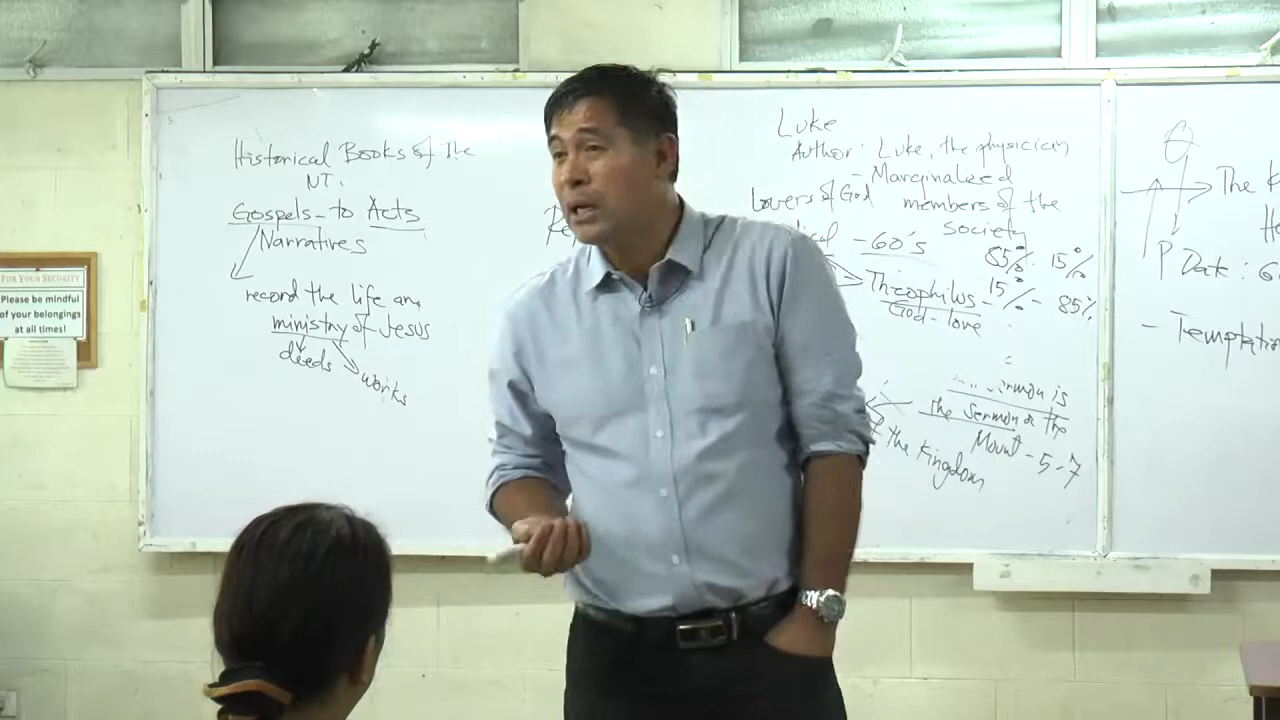 FOR YOUR SECURITY
Please be mindful
of your belongings
at all times!
Historical Books of The
NT.
Gospels - to Acts
Narratives
record the life an
ministry of Jesus
deeds
works
Luke
Author: Luke, the physician
- Marginalized
Lovers of God members of the
society
- 60's
85% 15%
Theophilus - 15% - 85%
God-love
is
the Sermon on the
Mount - 5-7
the Kingdom
The
P Date: 6
- Temptatio